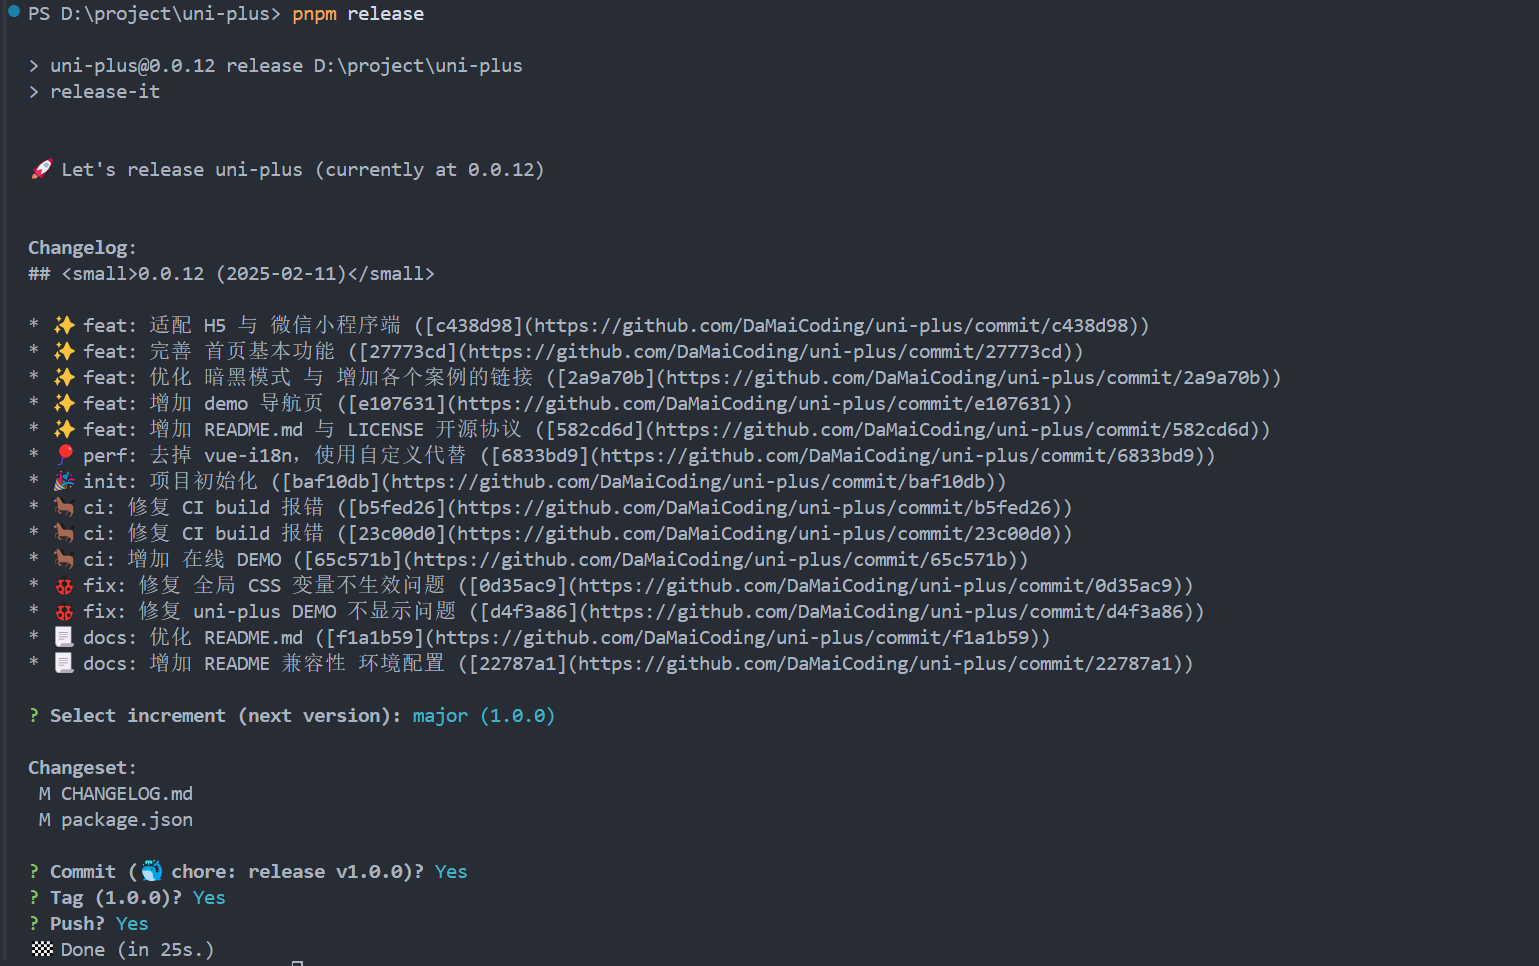 PS D:\project\uni-plus> pnpm release
> uni-plus@0.0.12 release D:\project\uni-plus
> release-it
🚀 Let's release uni-plus (currently at 0.0.12)
Changelog:
## <small>0.0.12 (2025-02-11)</small>
* ✨ feat: 适配 H5 与 微信小程序端 ([c438d98](https://github.com/DaMaiCoding/uni-plus/commit/c438d98))
* ✨ feat: 完善 首页基本功能 ([27773cd](https://github.com/DaMaiCoding/uni-plus/commit/27773cd))
* ✨ feat: 优化 暗黑模式 与 增加各个案例的链接 ([2a9a70b](https://github.com/DaMaiCoding/uni-plus/commit/2a9a70b))
* ✨ feat: 增加 demo 导航页 ([e107631](https://github.com/DaMaiCoding/uni-plus/commit/e107631))
* ✨ feat: 增加 README.md 与 LICENSE 开源协议 ([582cd6d](https://github.com/DaMaiCoding/uni-plus/commit/582cd6d))
* 🎈 perf: 去掉 vue-i18n，使用自定义代替 ([6833bd9](https://github.com/DaMaiCoding/uni-plus/commit/6833bd9))
* 🎉 init: 项目初始化 ([baf10db](https://github.com/DaMaiCoding/uni-plus/commit/baf10db))
* 🐎 ci: 修复 CI build 报错 ([b5fed26](https://github.com/DaMaiCoding/uni-plus/commit/b5fed26))
* 🐎 ci: 修复 CI build 报错 ([23c00d0](https://github.com/DaMaiCoding/uni-plus/commit/23c00d0))
* 🐎 ci: 增加 在线 DEMO ([65c571b](https://github.com/DaMaiCoding/uni-plus/commit/65c571b))
* 🐞 fix: 修复 全局 CSS 变量不生效问题 ([0d35ac9](https://github.com/DaMaiCoding/uni-plus/commit/0d35ac9))
* 🐞 fix: 修复 uni-plus DEMO 不显示问题 ([d4f3a86](https://github.com/DaMaiCoding/uni-plus/commit/d4f3a86))
* 📃 docs: 优化 README.md ([f1a1b59](https://github.com/DaMaiCoding/uni-plus/commit/f1a1b59))
* 📃 docs: 增加 README 兼容性 环境配置 ([22787a1](https://github.com/DaMaiCoding/uni-plus/commit/22787a1))
? Select increment (next version): major (1.0.0)
Changeset:
M CHANGELOG.md
M package.json
? Commit (🐳 chore: release v1.0.0)? Yes
? Tag (1.0.0)? Yes
? Push? Yes
🏁 Done (in 25s.)